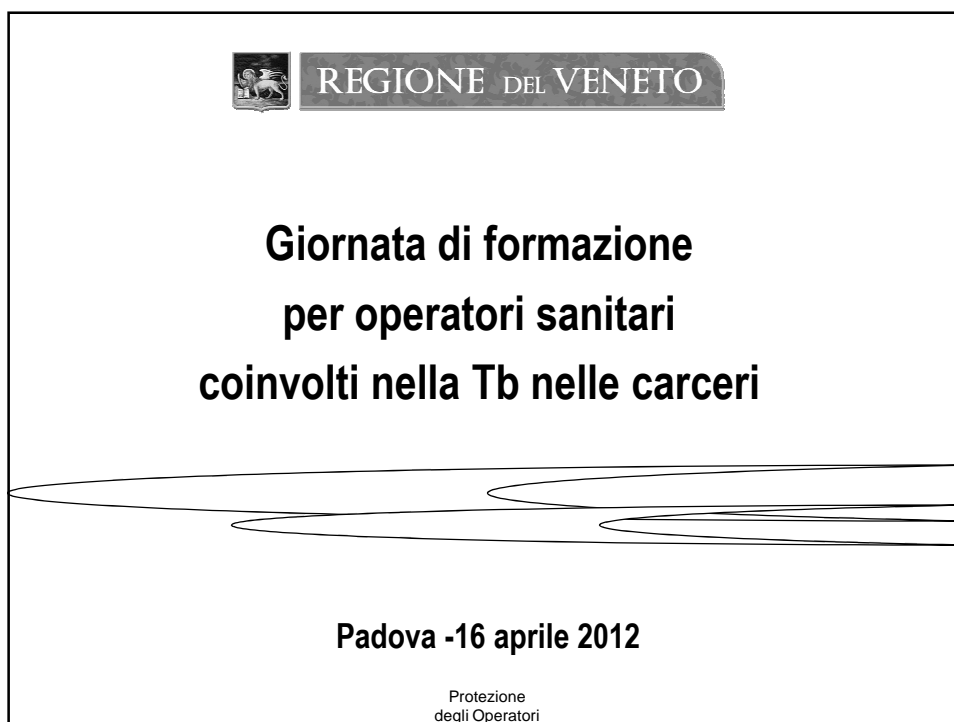 REGIONE DEL VENETO
Giornata di formazione
per operatori sanitari
coinvolti nella Tb nelle carceri
Padova -16 aprile 2012
Protezione
degli Operatori